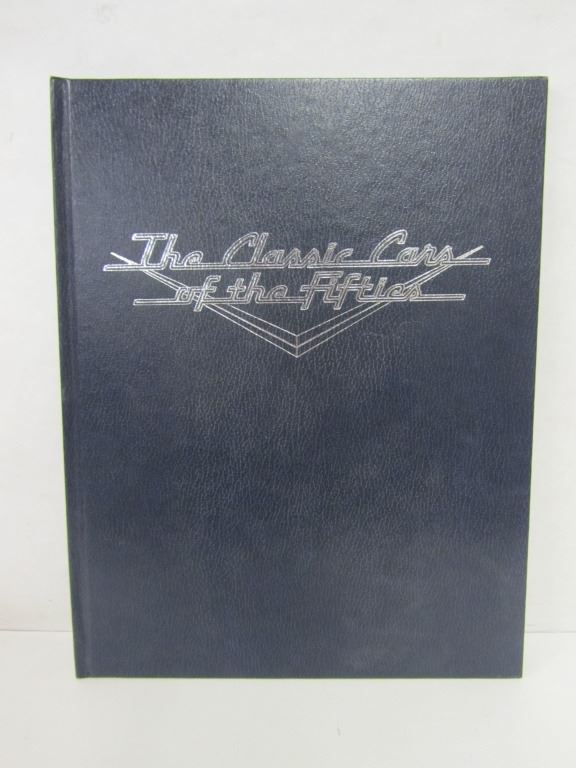 The Classic Cars
of the Fifties